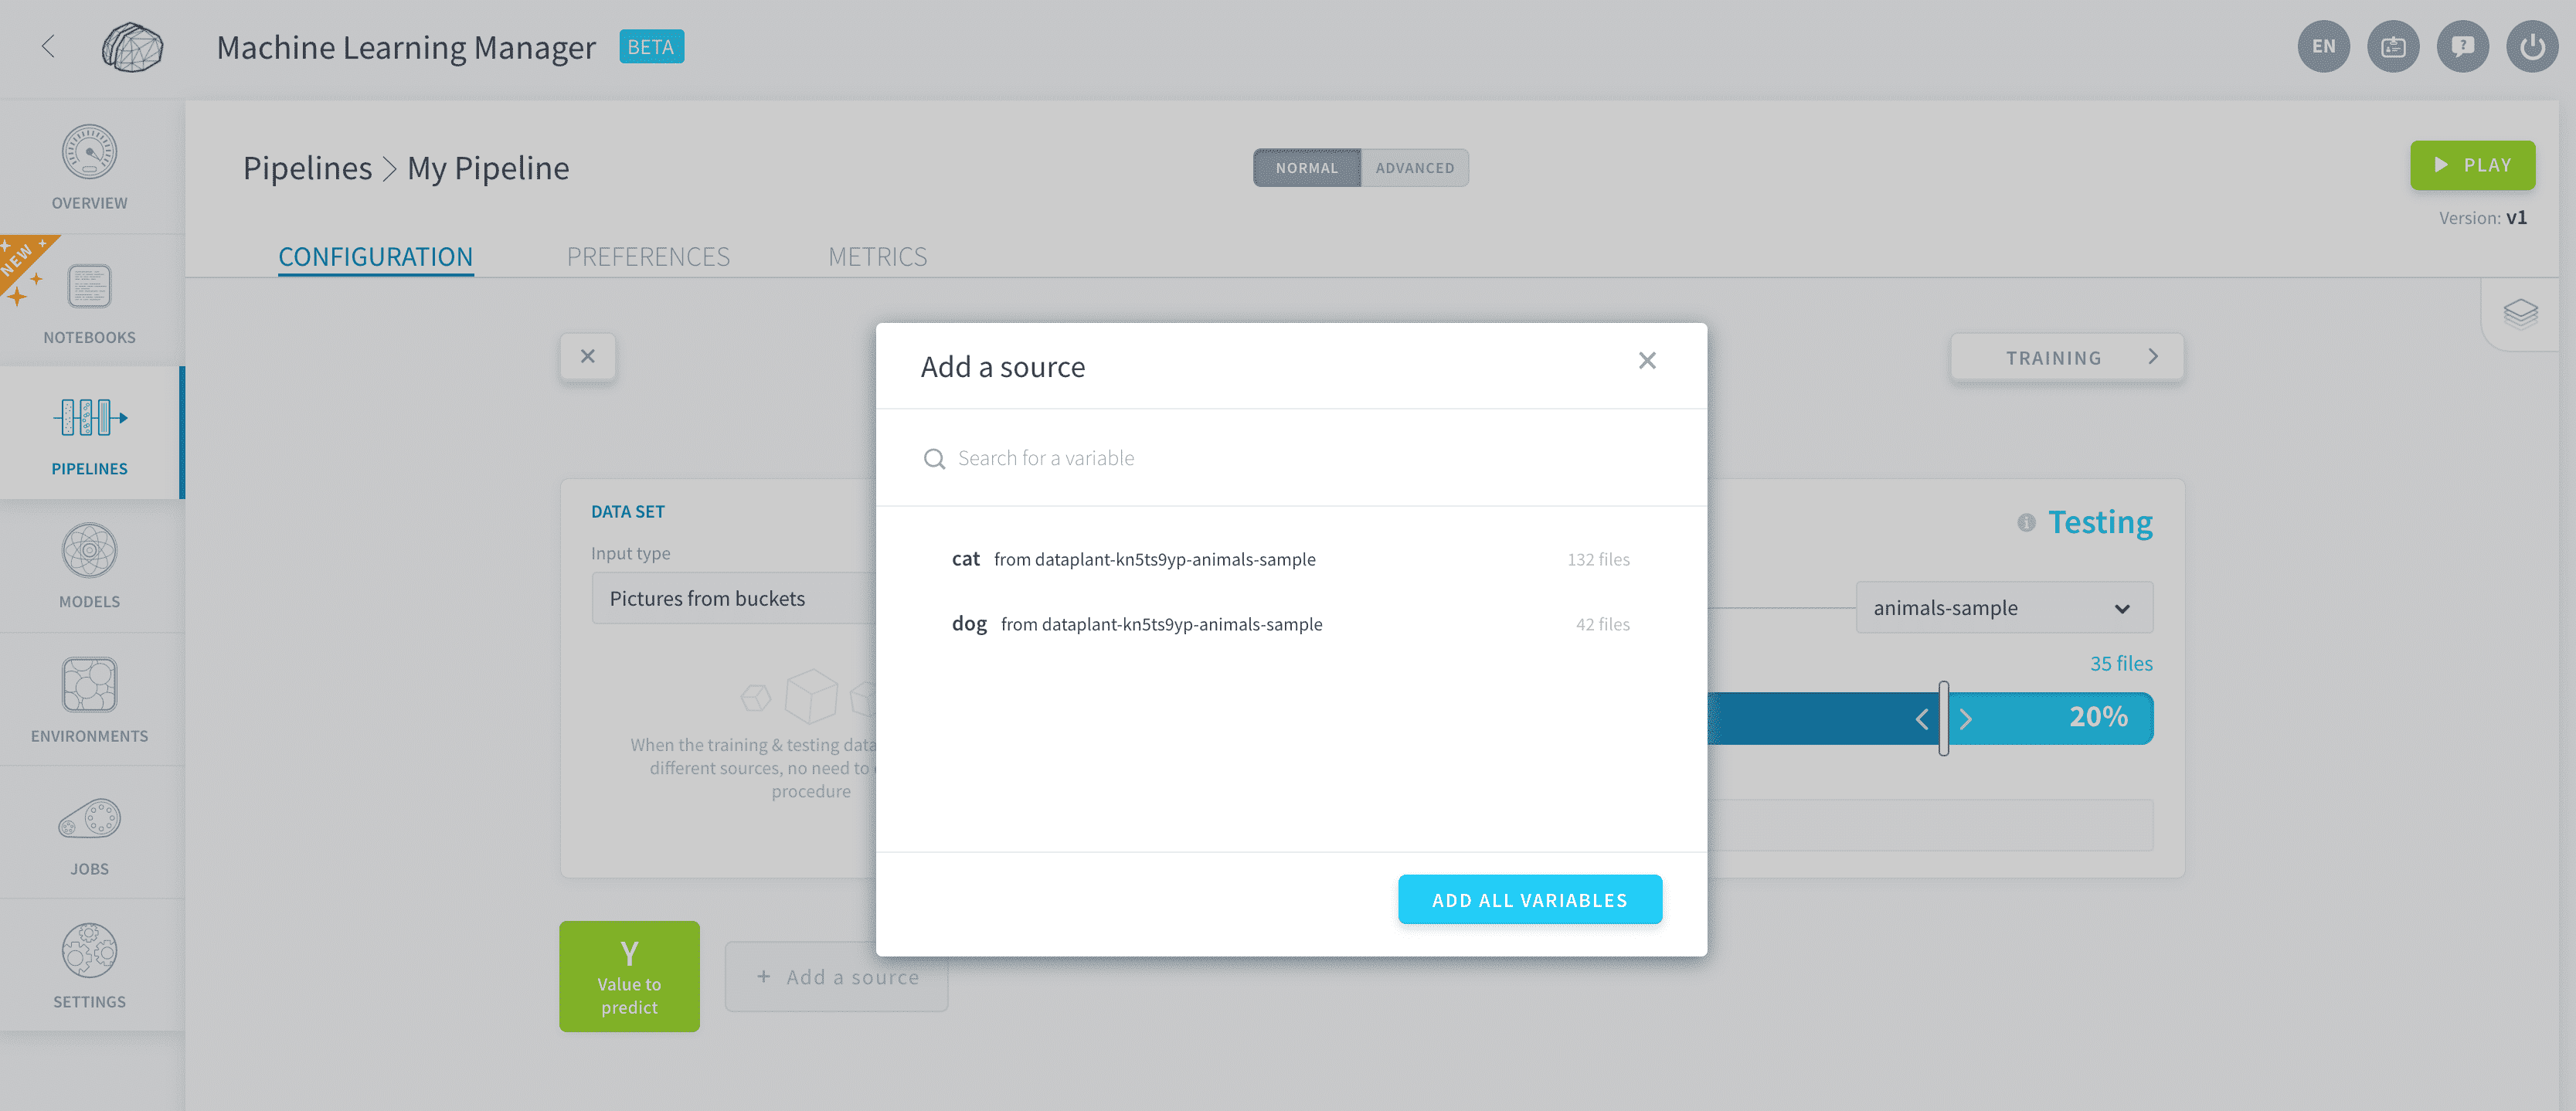 Machine Learning Manager BETA
EN
OVERVIEW
NEW
NOTEBOOKS
PIPELINES
MODELS
ENVIRONMENTS
JOBS
SETTINGS
Pipelines > My Pipeline
NORMAL ADVANCED
PLAY
Version: v1
CONFIGURATION PREFERENCES METRICS
TRAINING
DATA SET
Input type
Pictures from buckets
When the training & testing data
different sources, no need to
procedure
Testing
animals-sample
35 files
20%
Y
Value to
predict
+ Add a source
Add a source
Search for a variable
cat from dataplant-kn5ts9yp-animals-sample 132 files
dog from dataplant-kn5ts9yp-animals-sample 42 files
ADD ALL VARIABLES